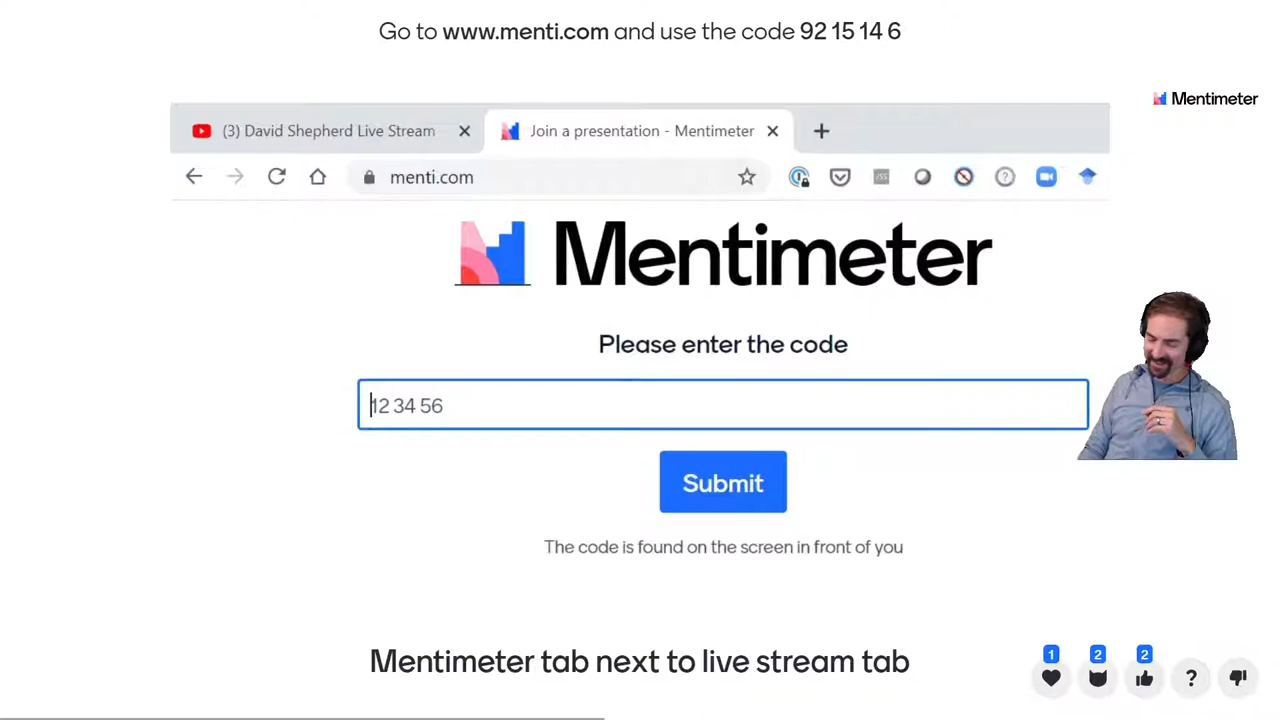 Go to www.menti.com and use the code 92 15 14 6
Mentimeter
(3) David Shepherd Live Stream
Join a presentation - Mentimeter
menti.com
Mentimeter
Please enter the code
12 34 56
Submit
The code is found on the screen in front of you
Mentimeter tab next to live stream tab
1 2 2
?